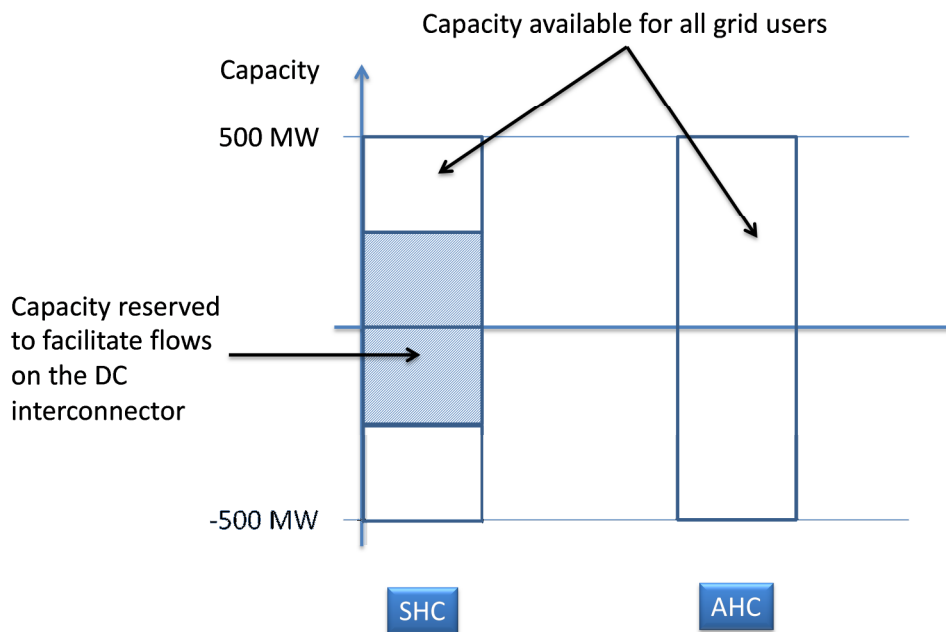 Capacity available for all grid users
Capacity
500 MW
Capacity reserved
to facilitate flows
on the DC
interconnector
-500 MW
SHC
AHC